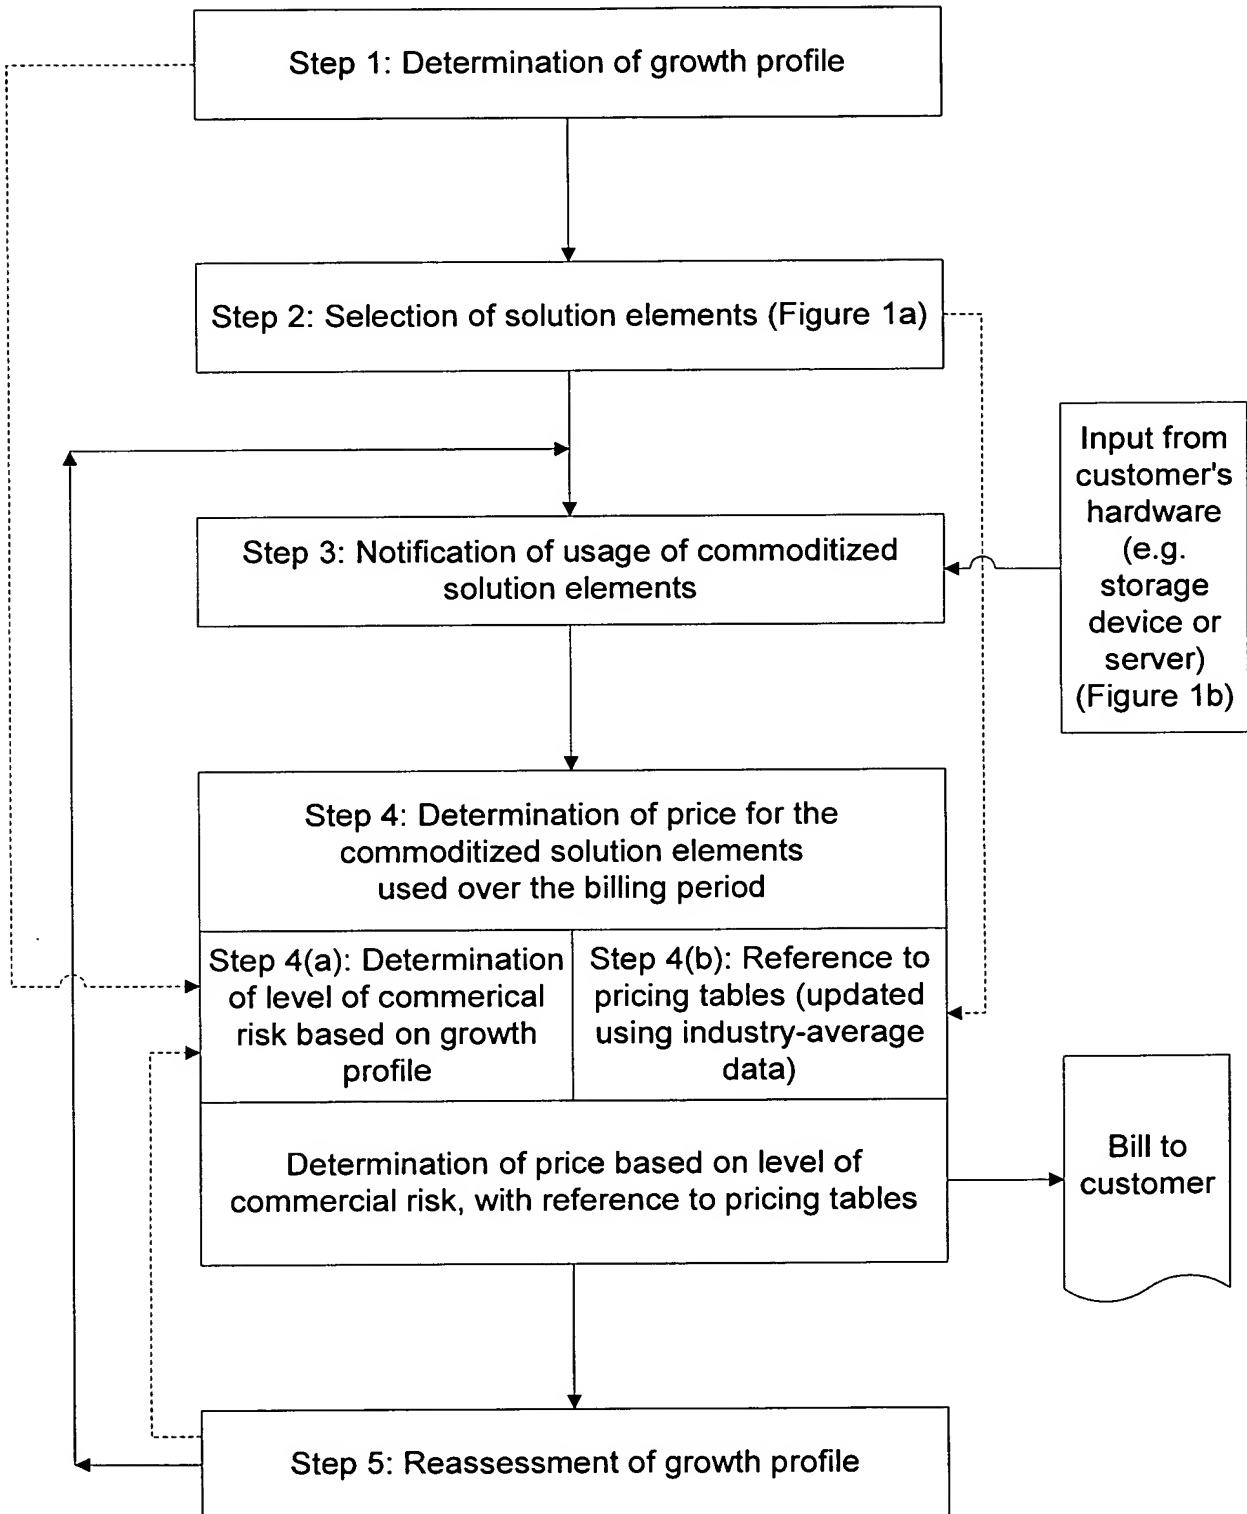 Step 1: Determination of growth profile
Step 2: Selection of solution elements (Figure 1a)
Input from
customer's
hardware
(e.g.
storage
device or
server)
(Figure 1b)
Step 3: Notification of usage of commoditized
solution elements
Step 4: Determination of price for the
commoditized solution elements
used over the billing period
Step 4(a): Determination
of level of commerical
risk based on growth
profile
Step 4(b): Reference to
pricing tables (updated
using industry-average
data)
Determination of price based on level of
commercial risk, with reference to pricing tables
Bill to
customer
Step 5: Reassessment of growth profile